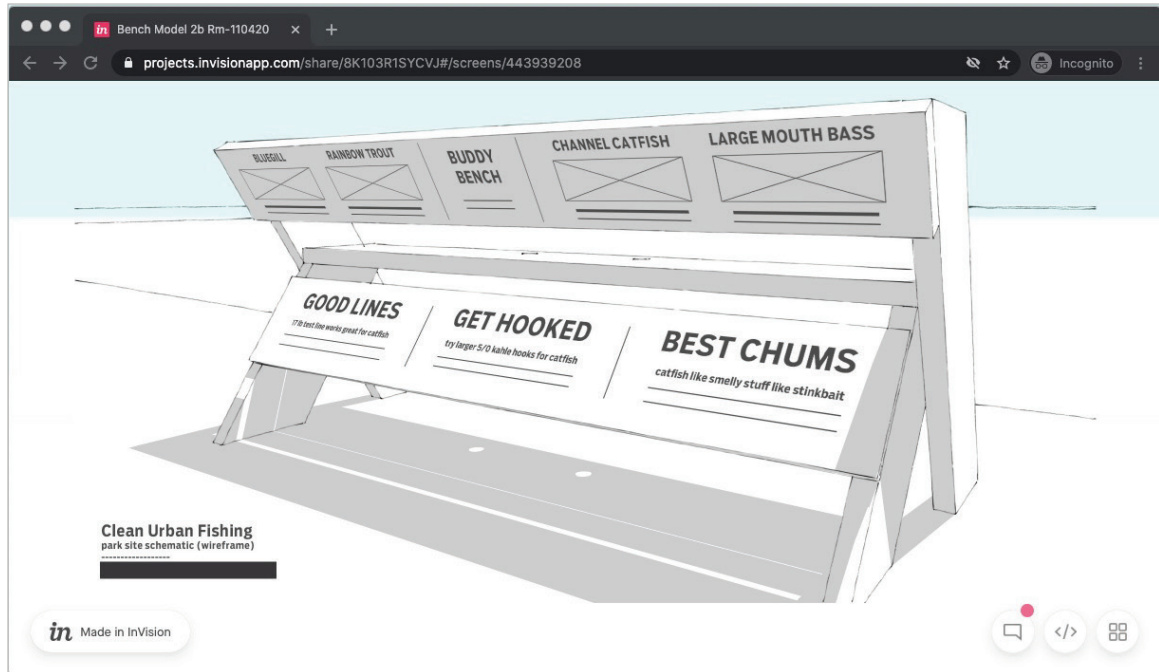 in Bench Model 2b Rm-110420
projects.invisionapp.com/share/8K103R1SYCVJ#/screens/443939208
Incognito
BLUEGILL
RAINBOW TROUT
BUDDY
BENCH
CHANNEL CATFISH
LARGE MOUTH BASS
GOOD LINES
17 lb test line works great for catfish
GET HOOKED
try larger 5/0 kahle hooks for catfish
BEST CHUMS
catfish like smelly stuff like stinkbait
Clean Urban Fishing
park site schematic (wireframe)
in Made in InVision